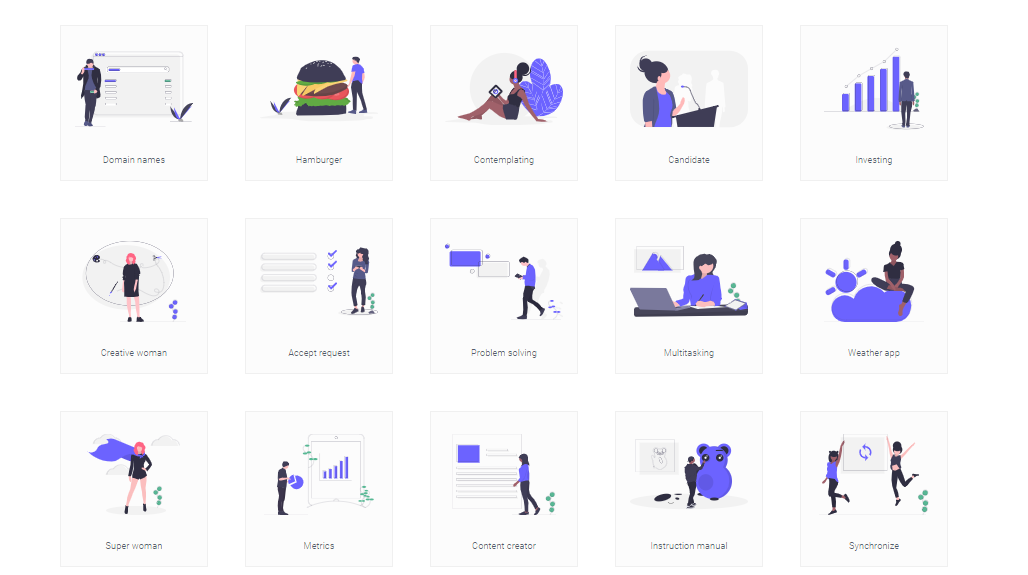 Domain names
Hamburger
Contemplating
Candidate
Investing
Creative woman
Accept request
Problem solving
Multitasking
Weather app
Super woman
Metrics
Content creator
Instruction manual
Synchronize